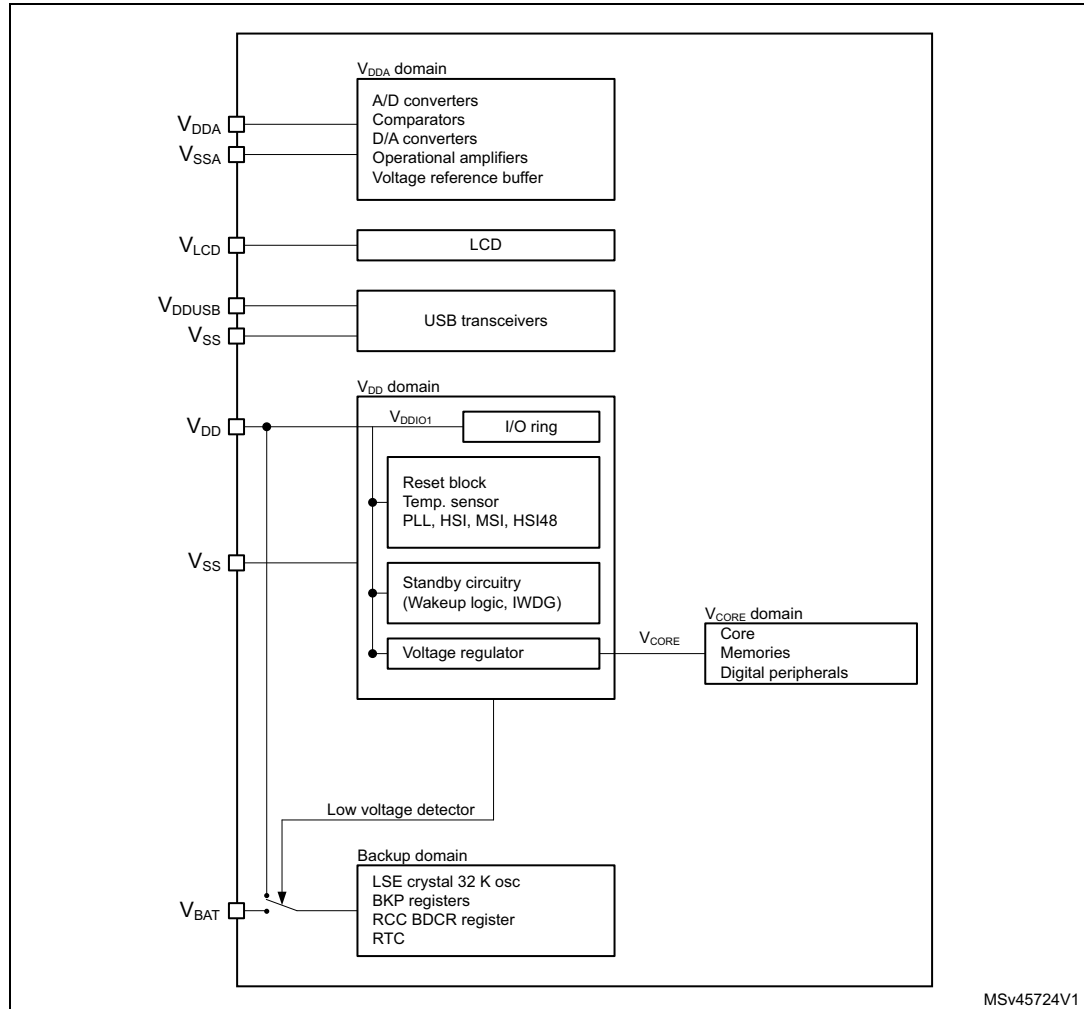 VDDA domain
A/D converters
Comparators
D/A converters
Operational amplifiers
Voltage reference buffer
VDDA
VSSA
VLCD
LCD
VDDUSB
VSS
USB transceivers
VDD domain
VDD
VDDIO1
I/O ring
Reset block
Temp. sensor
PLL, HSI, MSI, HSI48
VSS
Standby circuitry
(Wakeup logic, IWDG)
Voltage regulator
VCORE
VCORE domain
Core
Memories
Digital peripherals
Low voltage detector
Backup domain
LSE crystal 32 K osc
BKP registers
RCC BDCR register
RTC
VBAT
MSv45724V1